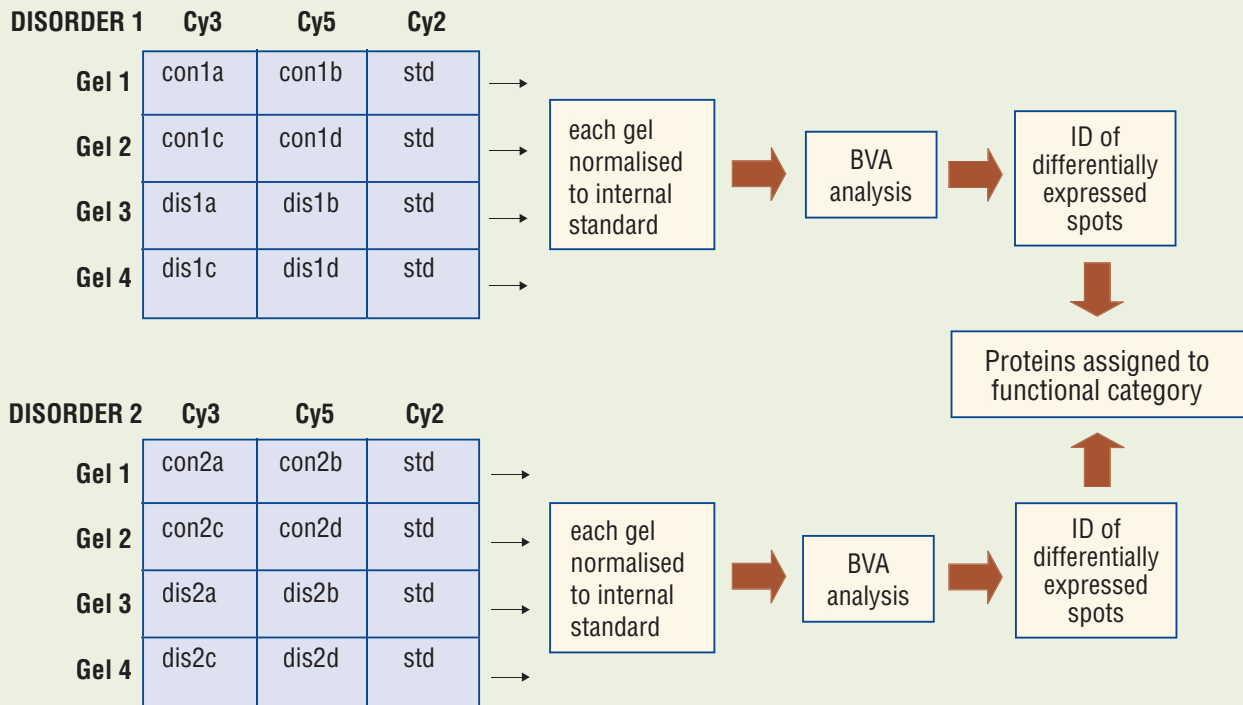 DISORDER 1 Cy3 Cy5 Cy2
Gel 1 con1a con1b std
Gel 2 con1c con1d std
Gel 3 dis1a dis1b std
Gel 4 dis1c dis1d std
each gel
normalised
to internal
standard
BVA
analysis
ID of
differentially
expressed
spots
Proteins assigned to
functional category
DISORDER 2 Cy3 Cy5 Cy2
Gel 1 con2a con2b std
Gel 2 con2c con2d std
Gel 3 dis2a dis2b std
Gel 4 dis2c dis2d std
each gel
normalised
to internal
standard
BVA
analysis
ID of
differentially
expressed
spots